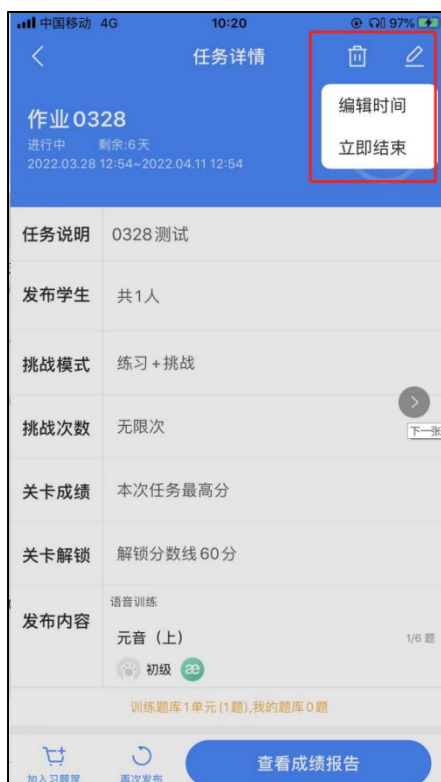 中国移动 4G 10:20 97%
任务详情
编辑时间
立即结束
作业0328
进行中 剩余:6天
2022.03.28 12:54~2022.04.11 12:54
任务说明 0328测试
发布学生 共1人
挑战模式 练习+挑战
挑战次数 无限次
下一张
关卡成绩 本次任务最高分
关卡解锁 解锁分数线60分
发布内容 语音训练
元音（上） 1/6 题
初级 æ
训练题库1单元(1题),我的题库0题
加入习题筐 再次发布 查看成绩报告